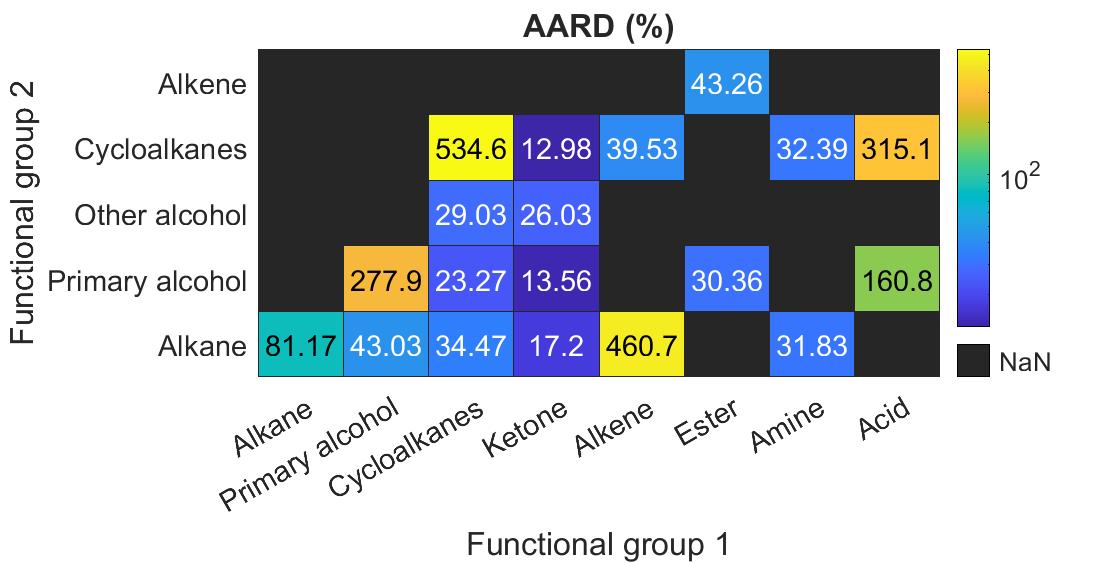 AARD (%)
Functional group 2
Alkene
43.26
Cycloalkanes
534.6 12.98 39.53 32.39 315.1
10^2
Other alcohol
29.03 26.03
Primary alcohol
277.9 23.27 13.56 30.36 160.8
Alkane
81.17 43.03 34.47 17.2 460.7 31.83
NaN
Alkane
Primary alcohol
Cycloalkanes
Ketone
Alkene
Ester
Amine
Acid
Functional group 1